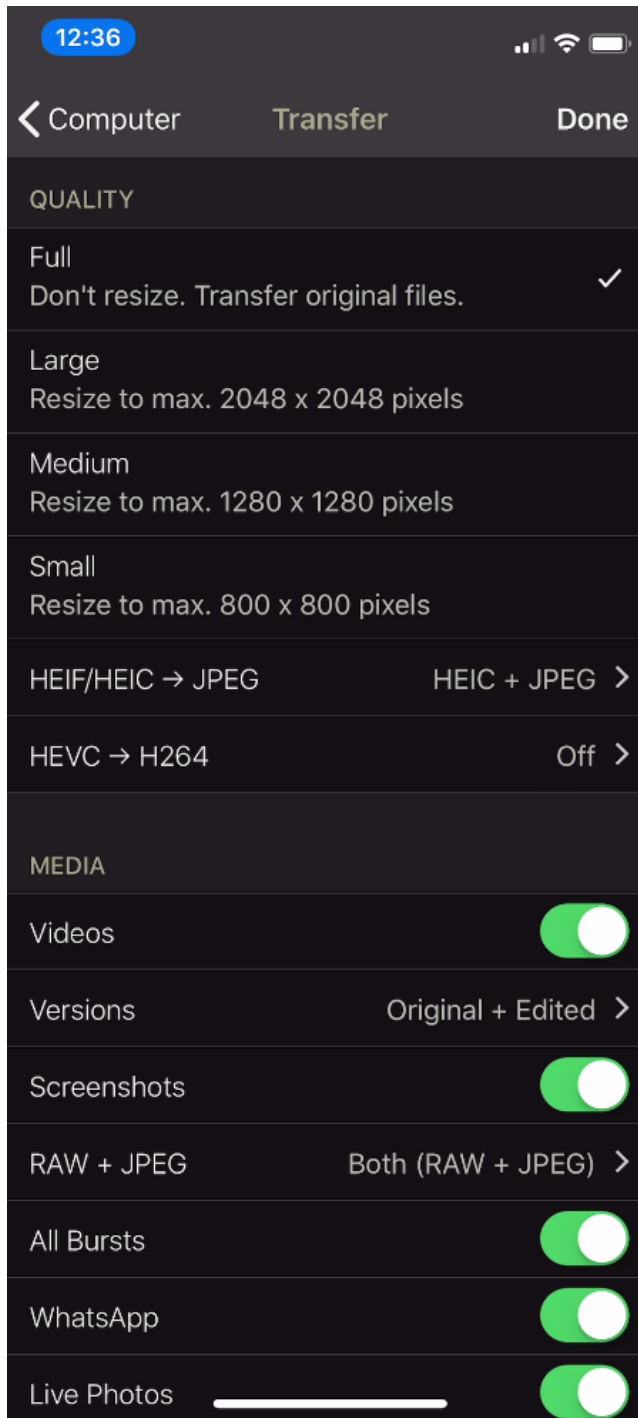 12:36
Computer Transfer Done
QUALITY
Full
Don't resize. Transfer original files.
Large
Resize to max. 2048 x 2048 pixels
Medium
Resize to max. 1280 x 1280 pixels
Small
Resize to max. 800 x 800 pixels
HEIF/HEIC → JPEG HEIC + JPEG
HEVC → H264 Off
MEDIA
Videos
Versions Original + Edited
Screenshots
RAW + JPEG Both (RAW + JPEG)
All Bursts
WhatsApp
Live Photos